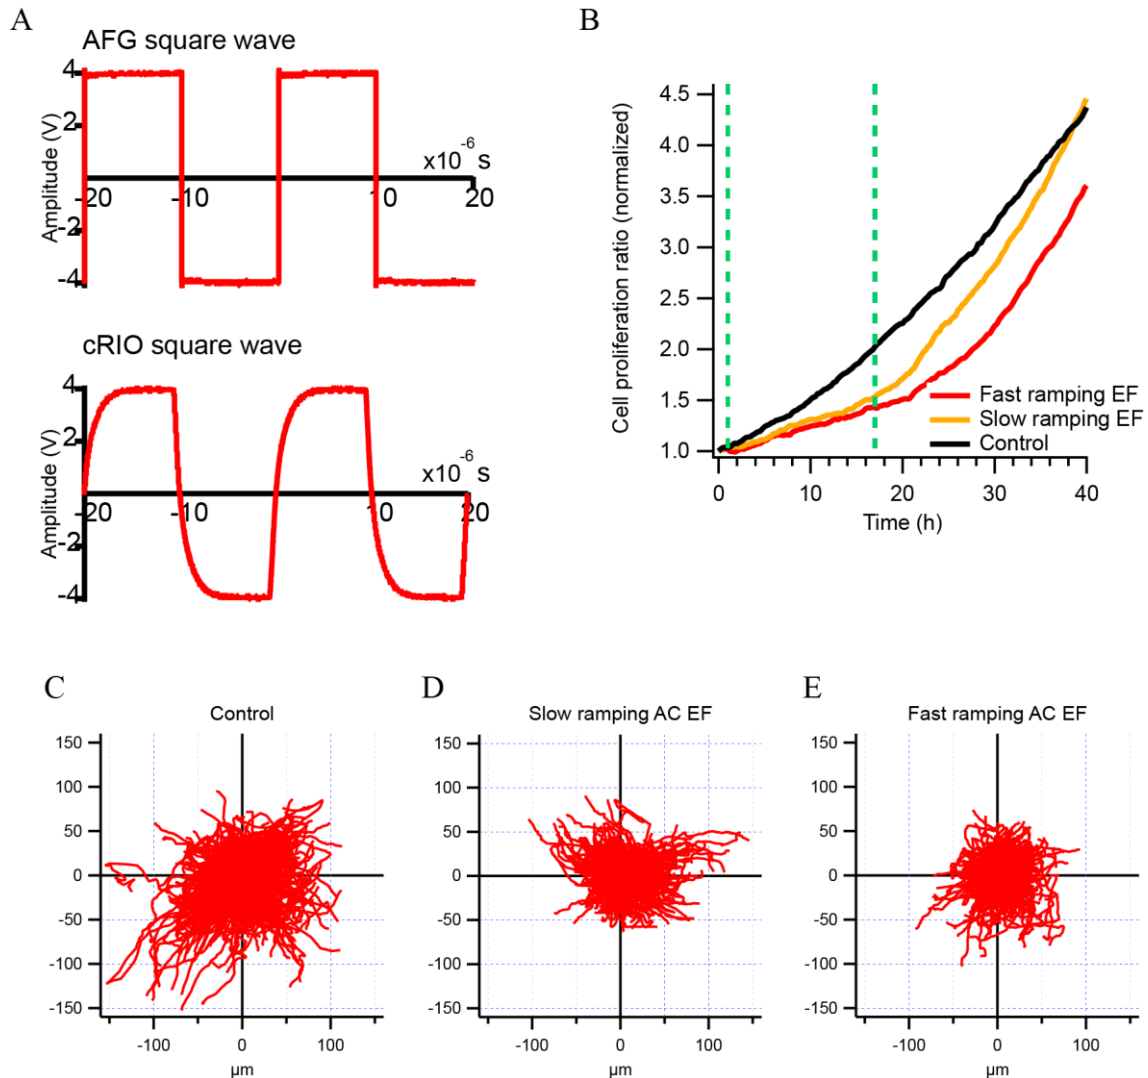 A
AFG square wave
4
2
-2
-4
Amplitude (V)
x10⁻⁶ s
-20 -10 10 20
cRIO square wave
4
2
-2
-4
Amplitude (V)
x10⁻⁶ s
-20 -10 10 20
B
4.5
4.0
3.5
3.0
2.5
2.0
1.5
1.0
Cell proliferation ratio (normalized)
Fast ramping EF
Slow ramping EF
Control
0 10 20 30 40
Time (h)
C
Control
150
100
50
0
-50
-100
-150
-100 0 100
µm
D
Slow ramping AC EF
150
100
50
0
-50
-100
-150
-100 0 100
µm
E
Fast ramping AC EF
150
100
50
0
-50
-100
-150
-100 0 100
µm